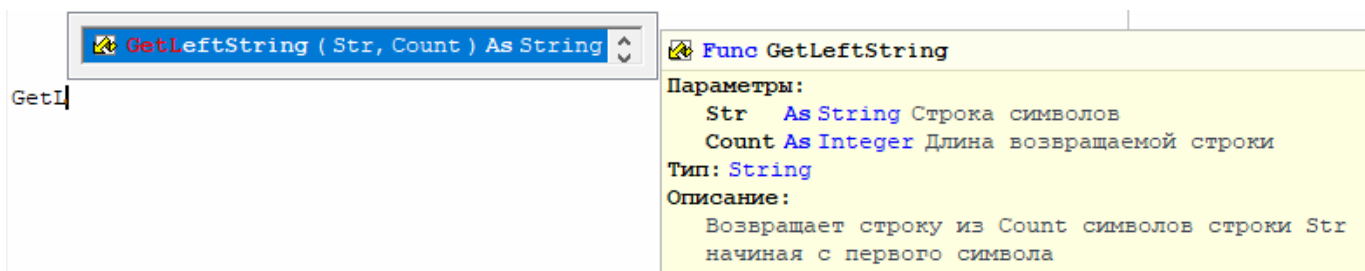 GetLeftString ( Str, Count ) As String
GetL
Func GetLeftString
Параметры:
Str As String Строка символов
Count As Integer Длина возвращаемой строки
Тип: String
Описание:
Возвращает строку из Count символов строки Str
начиная с первого символа